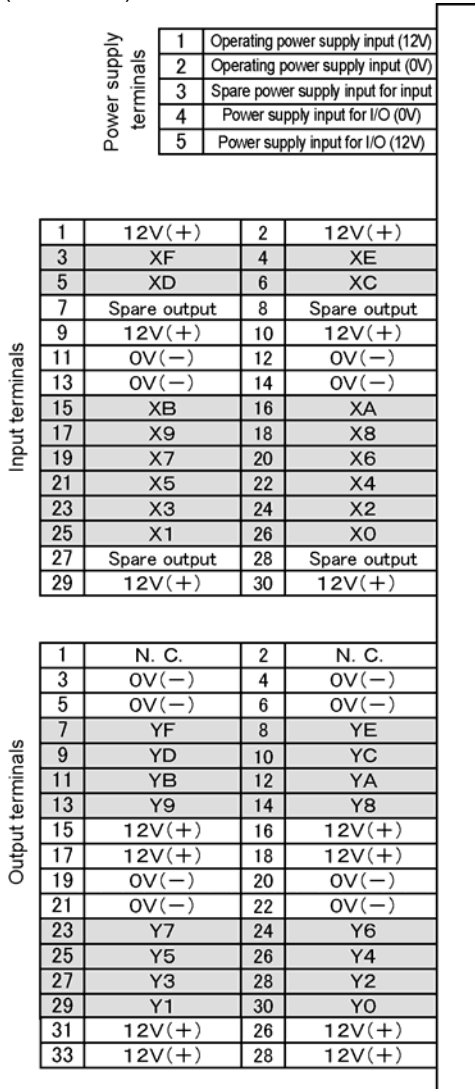 Power supply terminals
1 Operating power supply input (12V)
2 Operating power supply input (0V)
3 Spare power supply input for input
4 Power supply input for I/O (0V)
5 Power supply input for I/O (12V)
Input terminals
1 12V(+) 2 12V(+)
3 XF 4 XE
5 XD 6 XC
7 Spare output 8 Spare output
9 12V(+) 10 12V(+)
11 0V(−) 12 0V(−)
13 0V(−) 14 0V(−)
15 XB 16 XA
17 X9 18 X8
19 X7 20 X6
21 X5 22 X4
23 X3 24 X2
25 X1 26 X0
27 Spare output 28 Spare output
29 12V(+) 30 12V(+)
Output terminals
1 N. C. 2 N. C.
3 0V(−) 4 0V(−)
5 0V(−) 6 0V(−)
7 YF 8 YE
9 YD 10 YC
11 YB 12 YA
13 Y9 14 Y8
15 12V(+) 16 12V(+)
17 12V(+) 18 12V(+)
19 0V(−) 20 0V(−)
21 0V(−) 22 0V(−)
23 Y7 24 Y6
25 Y5 26 Y4
27 Y3 28 Y2
29 Y1 30 Y0
31 12V(+) 26 12V(+)
33 12V(+) 28 12V(+)